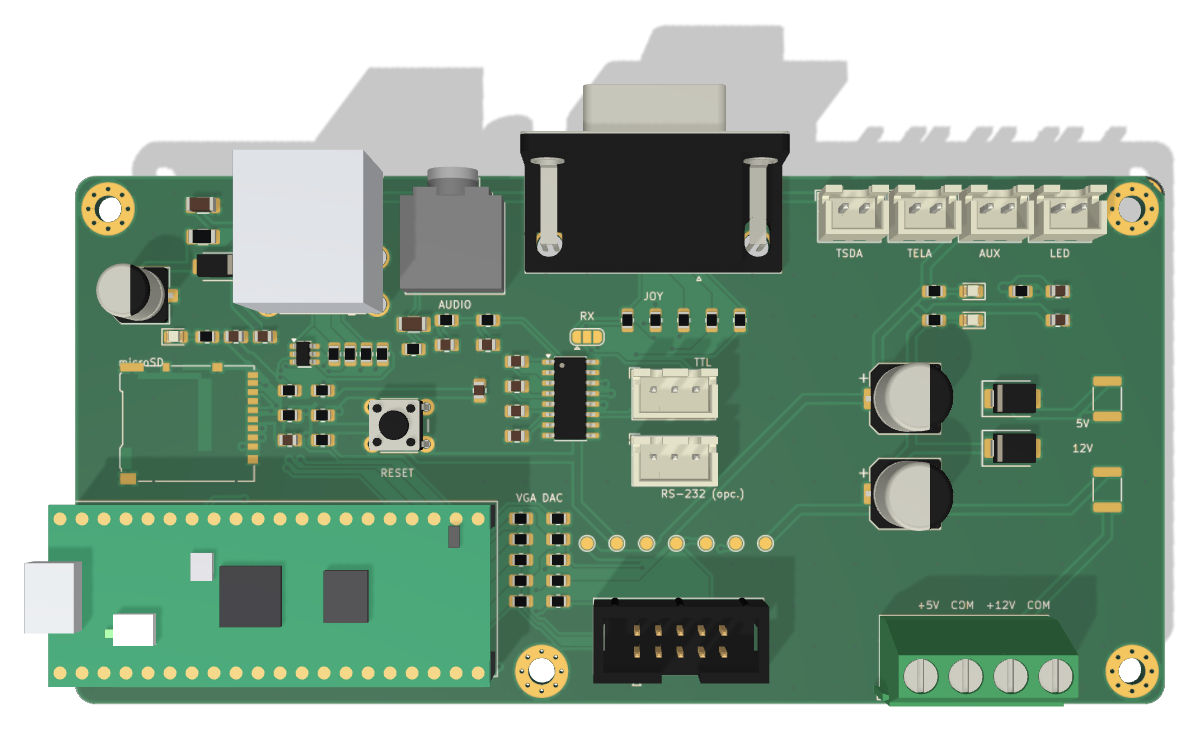 TSDA TELA AUX LED
AUDIO
JOY
RX
microSD
TTL
+
5V
12V
RESET
+
RS-232 (opc.)
VGA DAC
+5V COM +12V COM